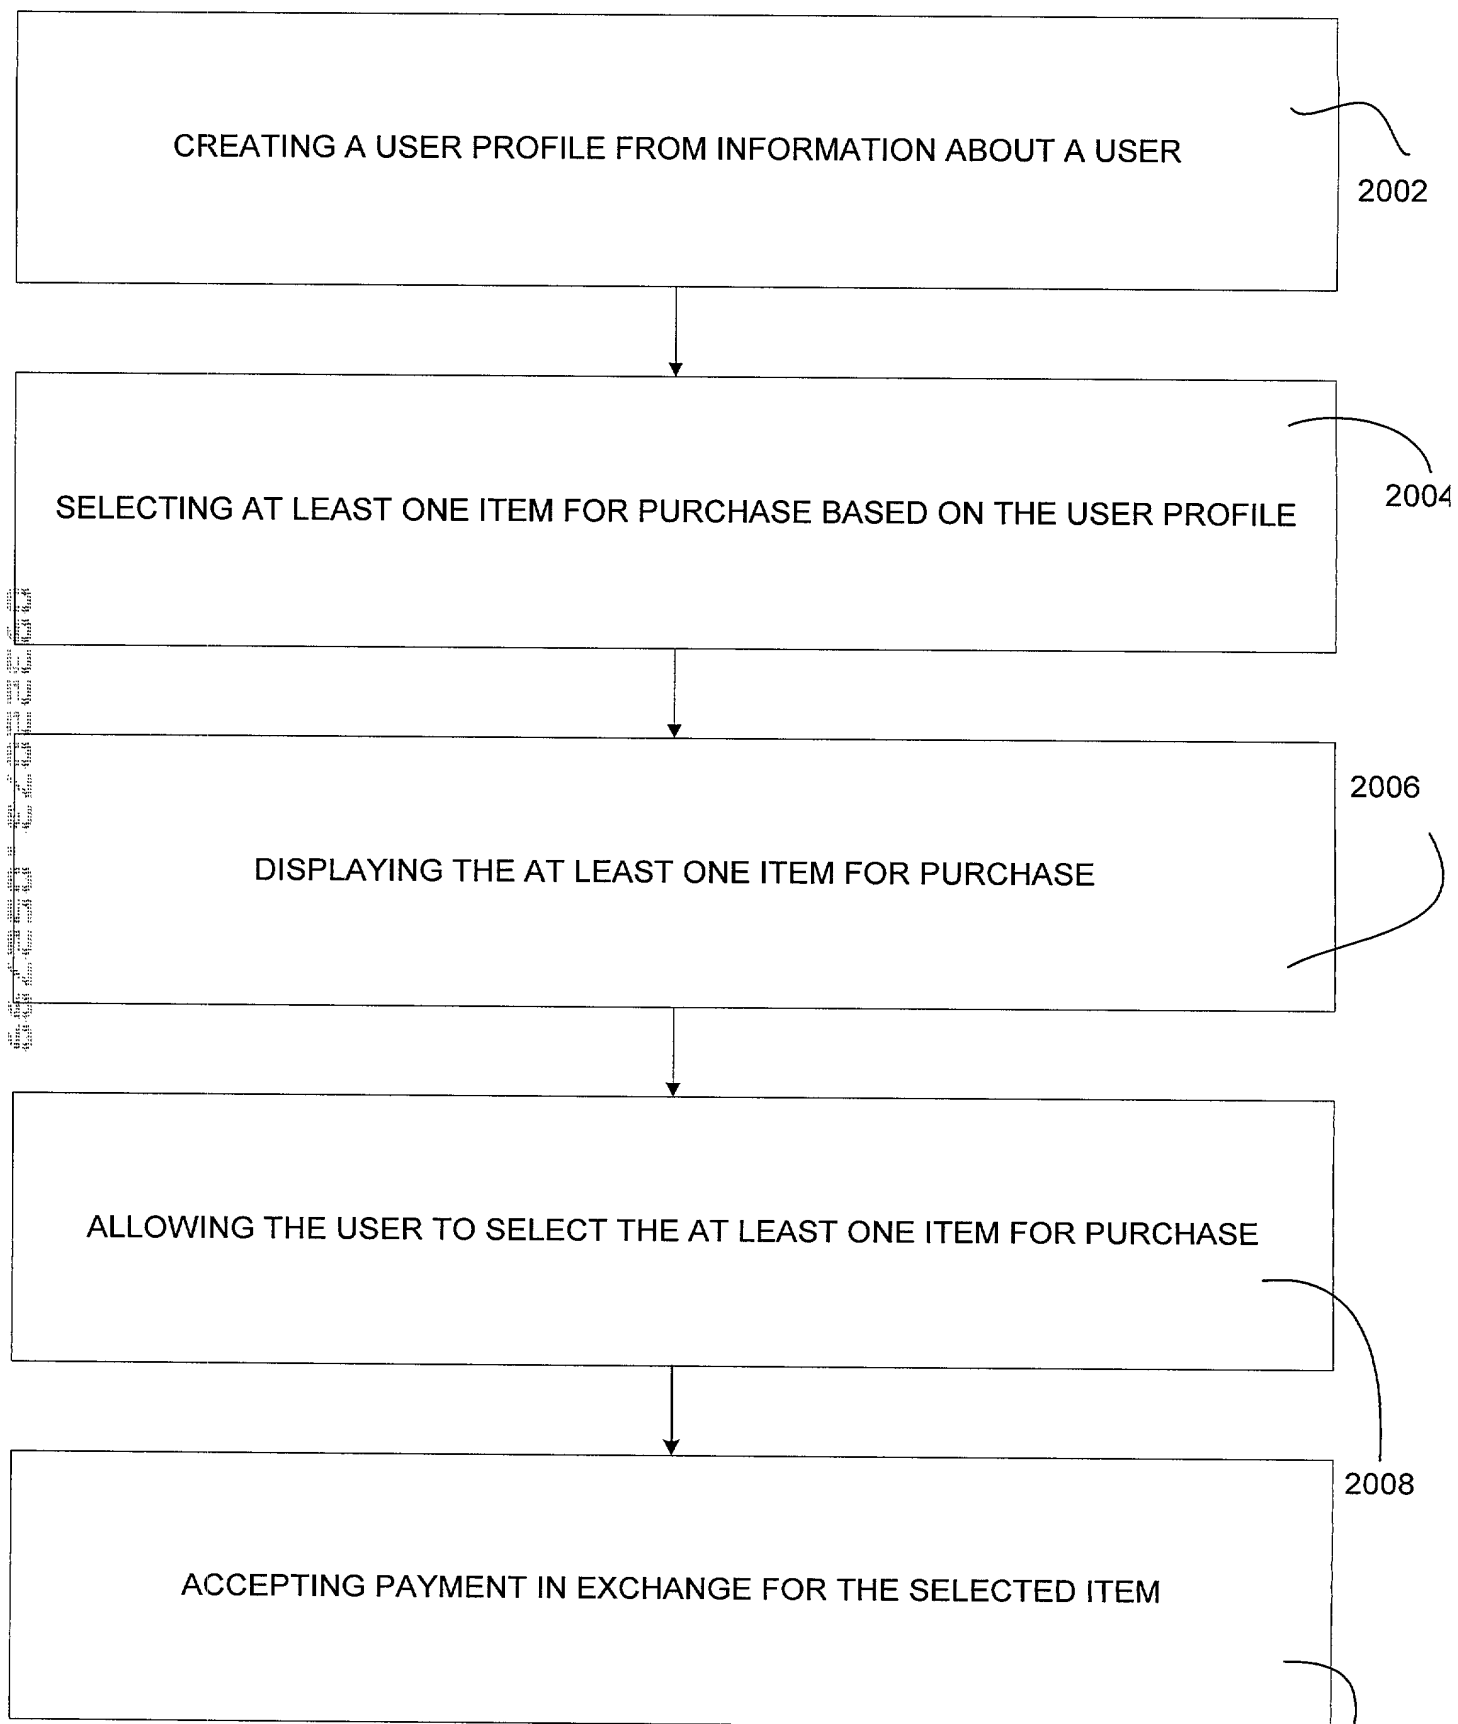 CREATING A USER PROFILE FROM INFORMATION ABOUT A USER
2002
SELECTING AT LEAST ONE ITEM FOR PURCHASE BASED ON THE USER PROFILE
2004
2006
DISPLAYING THE AT LEAST ONE ITEM FOR PURCHASE
ALLOWING THE USER TO SELECT THE AT LEAST ONE ITEM FOR PURCHASE
2008
ACCEPTING PAYMENT IN EXCHANGE FOR THE SELECTED ITEM